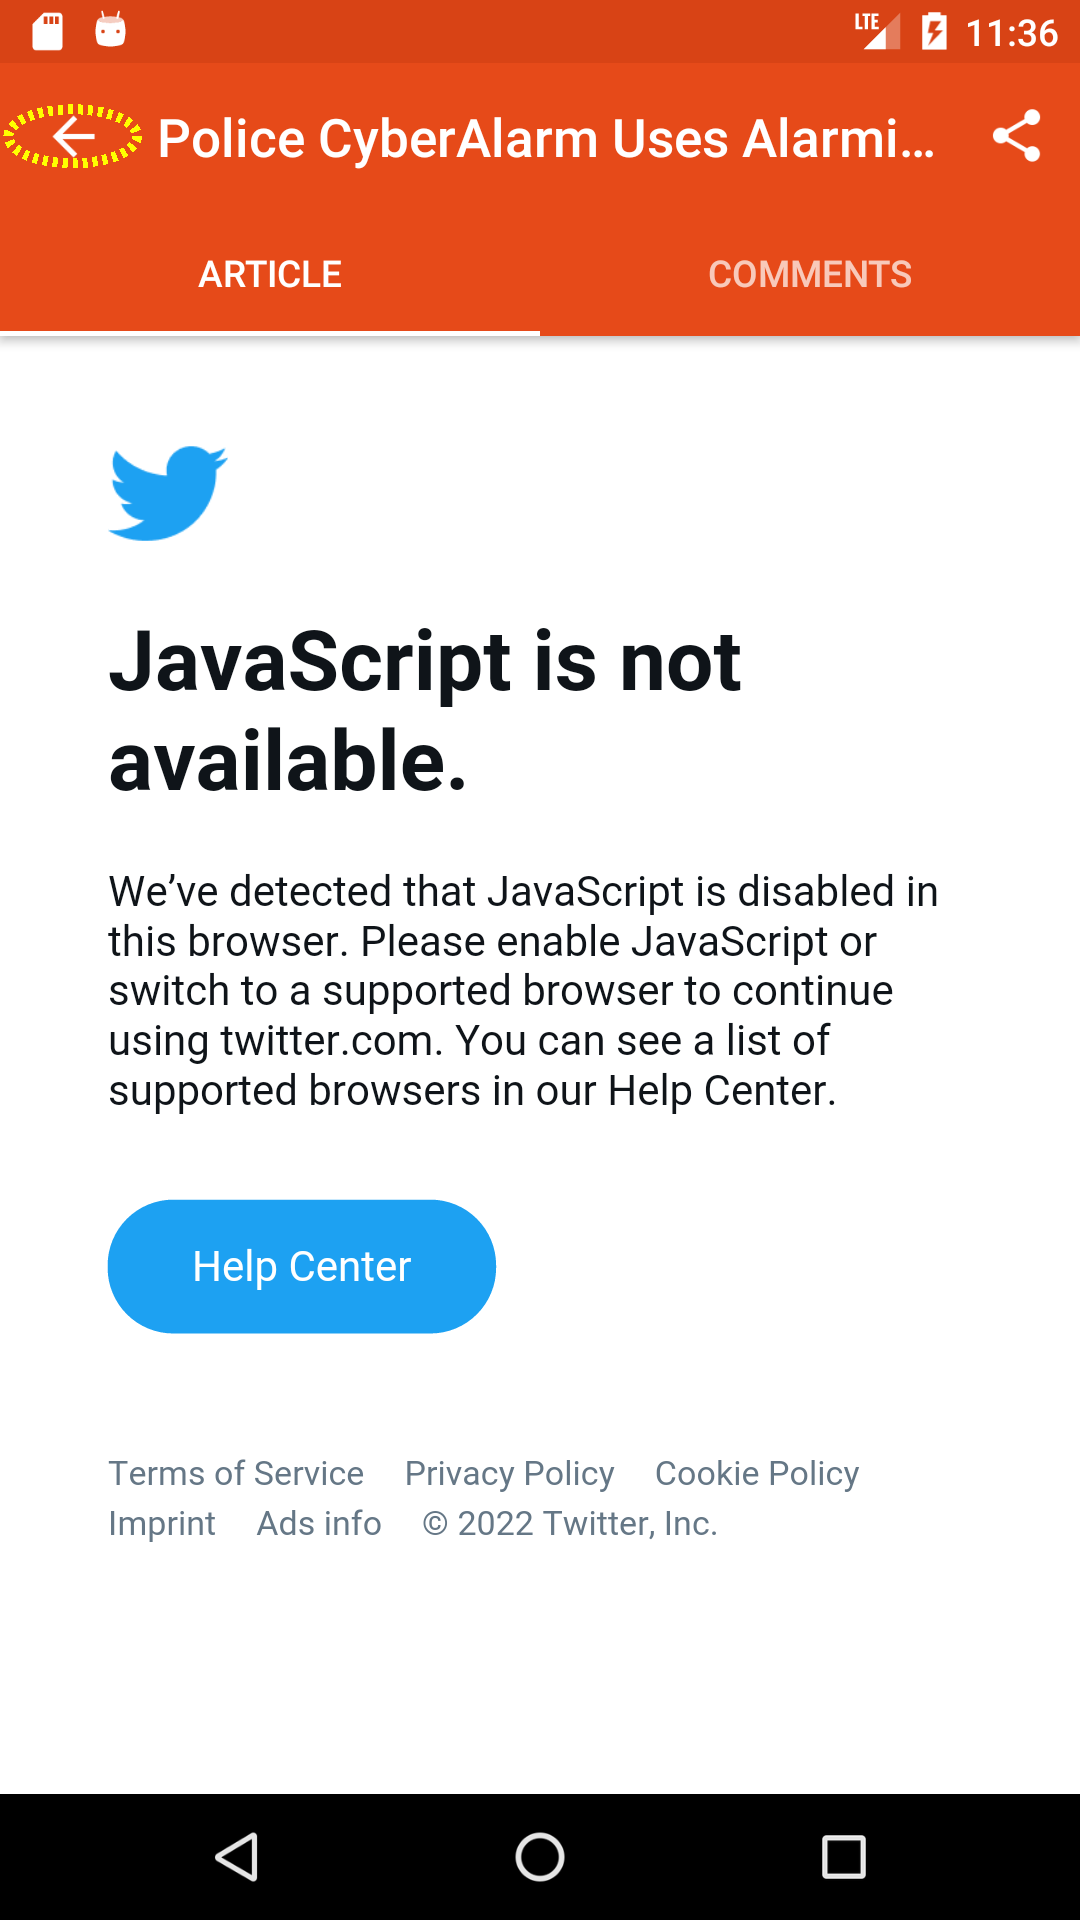 LTE 11:36
Police CyberAlarm Uses Alarmi...
ARTICLE COMMENTS
JavaScript is not
available.
We’ve detected that JavaScript is disabled in
this browser. Please enable JavaScript or
switch to a supported browser to continue
using twitter.com. You can see a list of
supported browsers in our Help Center.
Help Center
Terms of Service Privacy Policy Cookie Policy
Imprint Ads info © 2022 Twitter, Inc.